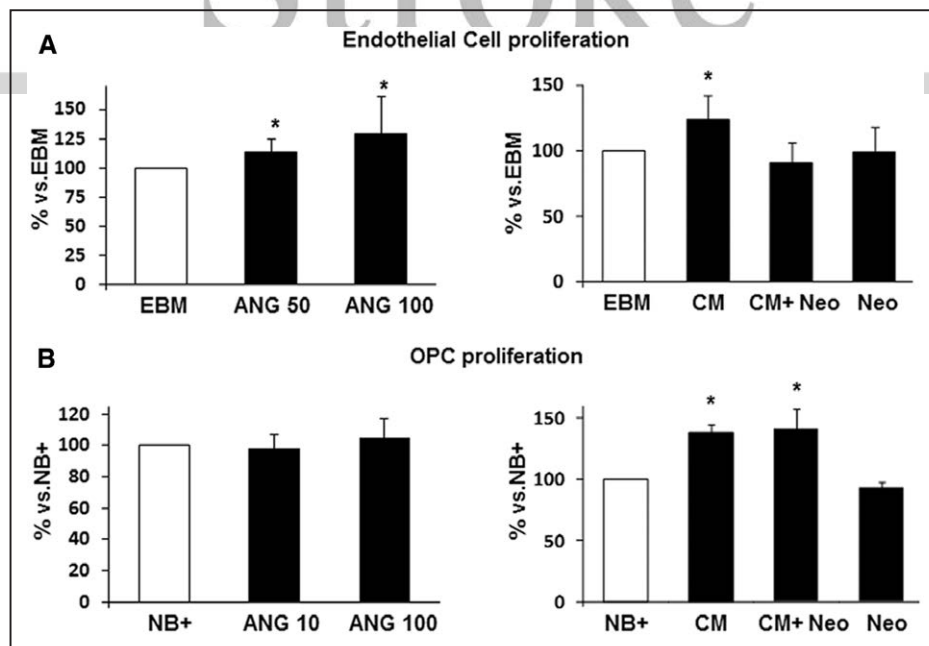 Stroke
A
Endothelial Cell proliferation
% vs.EBM
150
125
100
75
50
25
0
*
*
EBM ANG 50 ANG 100
% vs.EBM
150
100
50
0
*
EBM CM CM+ Neo Neo
B
OPC proliferation
% vs.NB+
120
100
80
60
40
20
0
NB+ ANG 10 ANG 100
% vs.NB+
150
100
50
0
*
*
NB+ CM CM+ Neo Neo